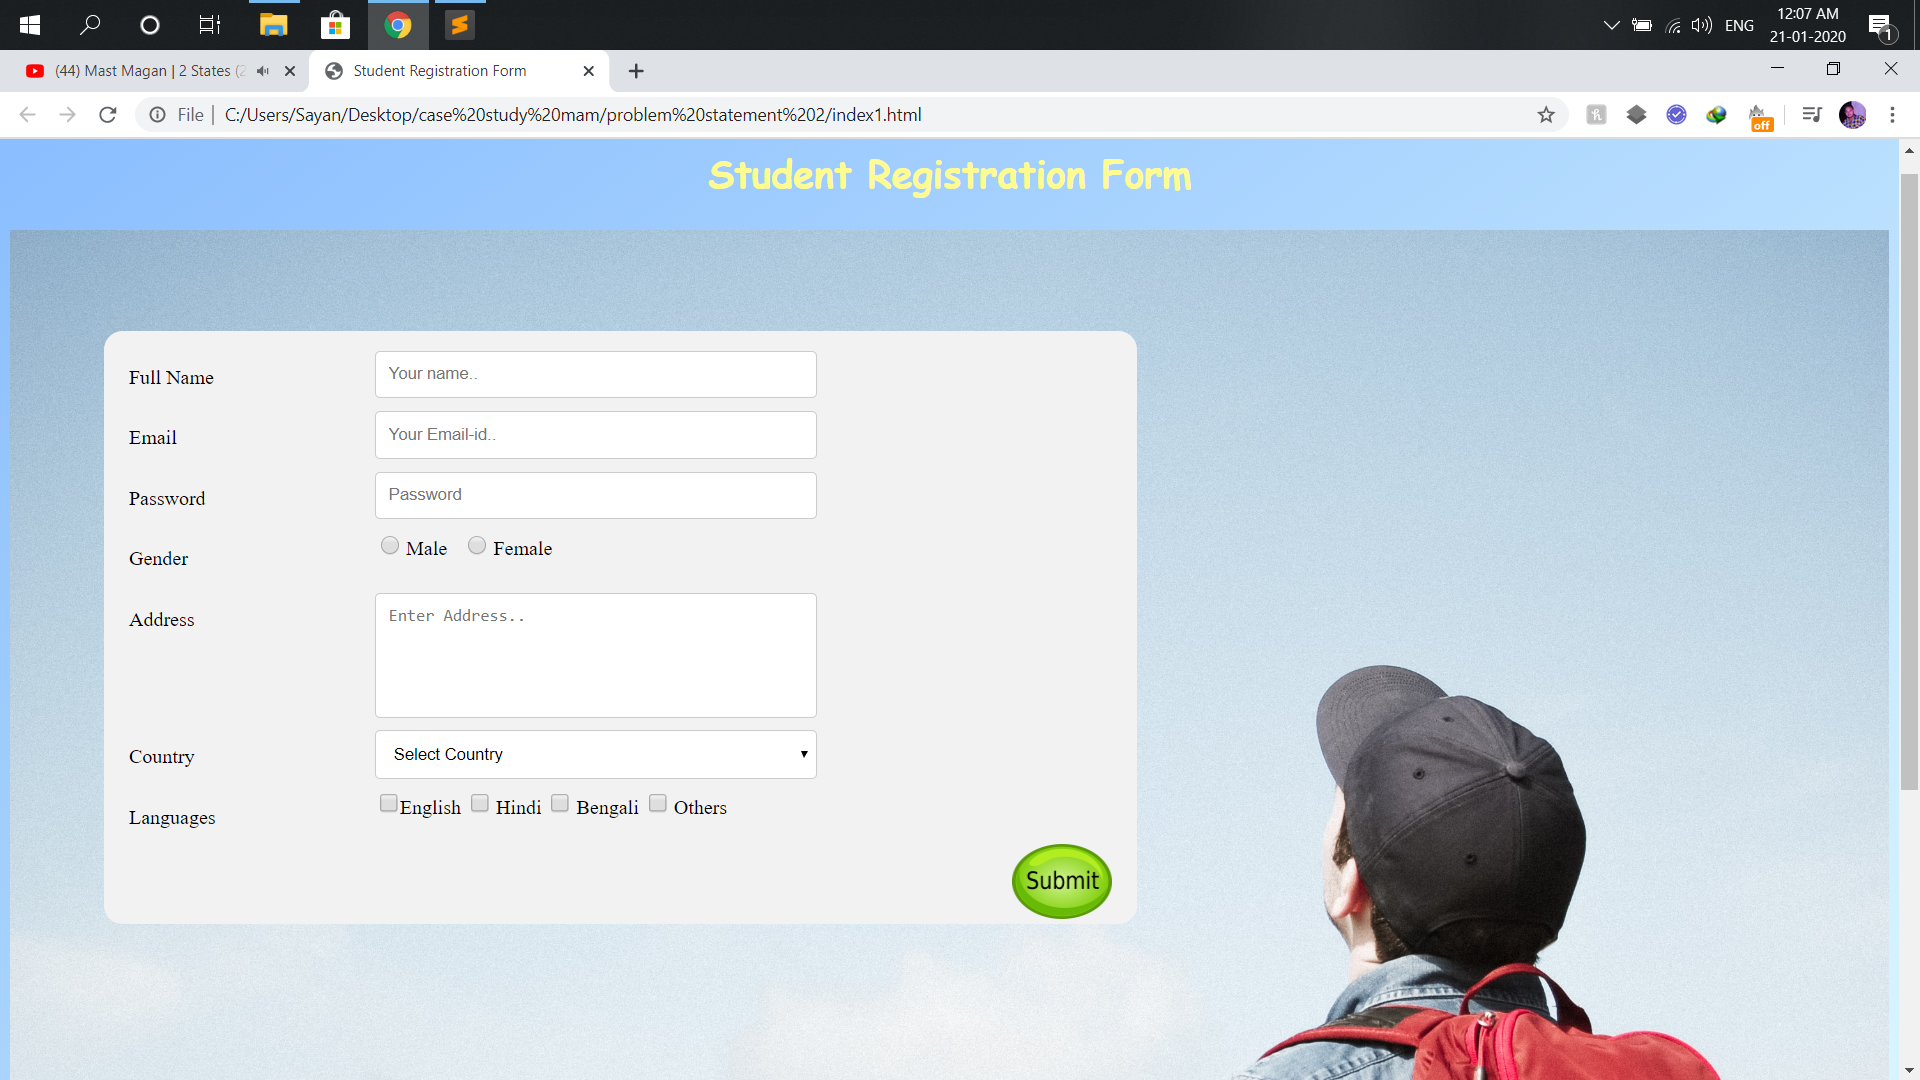 12:07 AM
ENG
21-01-2020
1
(44) Mast Magan | 2 States (2
Student Registration Form
File
C:/Users/Sayan/Desktop/case%20study%20mam/problem%20statement%202/index1.html
off
Student Registration Form
Full Name
Your name..
Email
Your Email-id..
Password
Password
Gender
Male
Female
Address
Enter Address..
Country
Select Country
Languages
English
Hindi
Bengali
Others
Submit